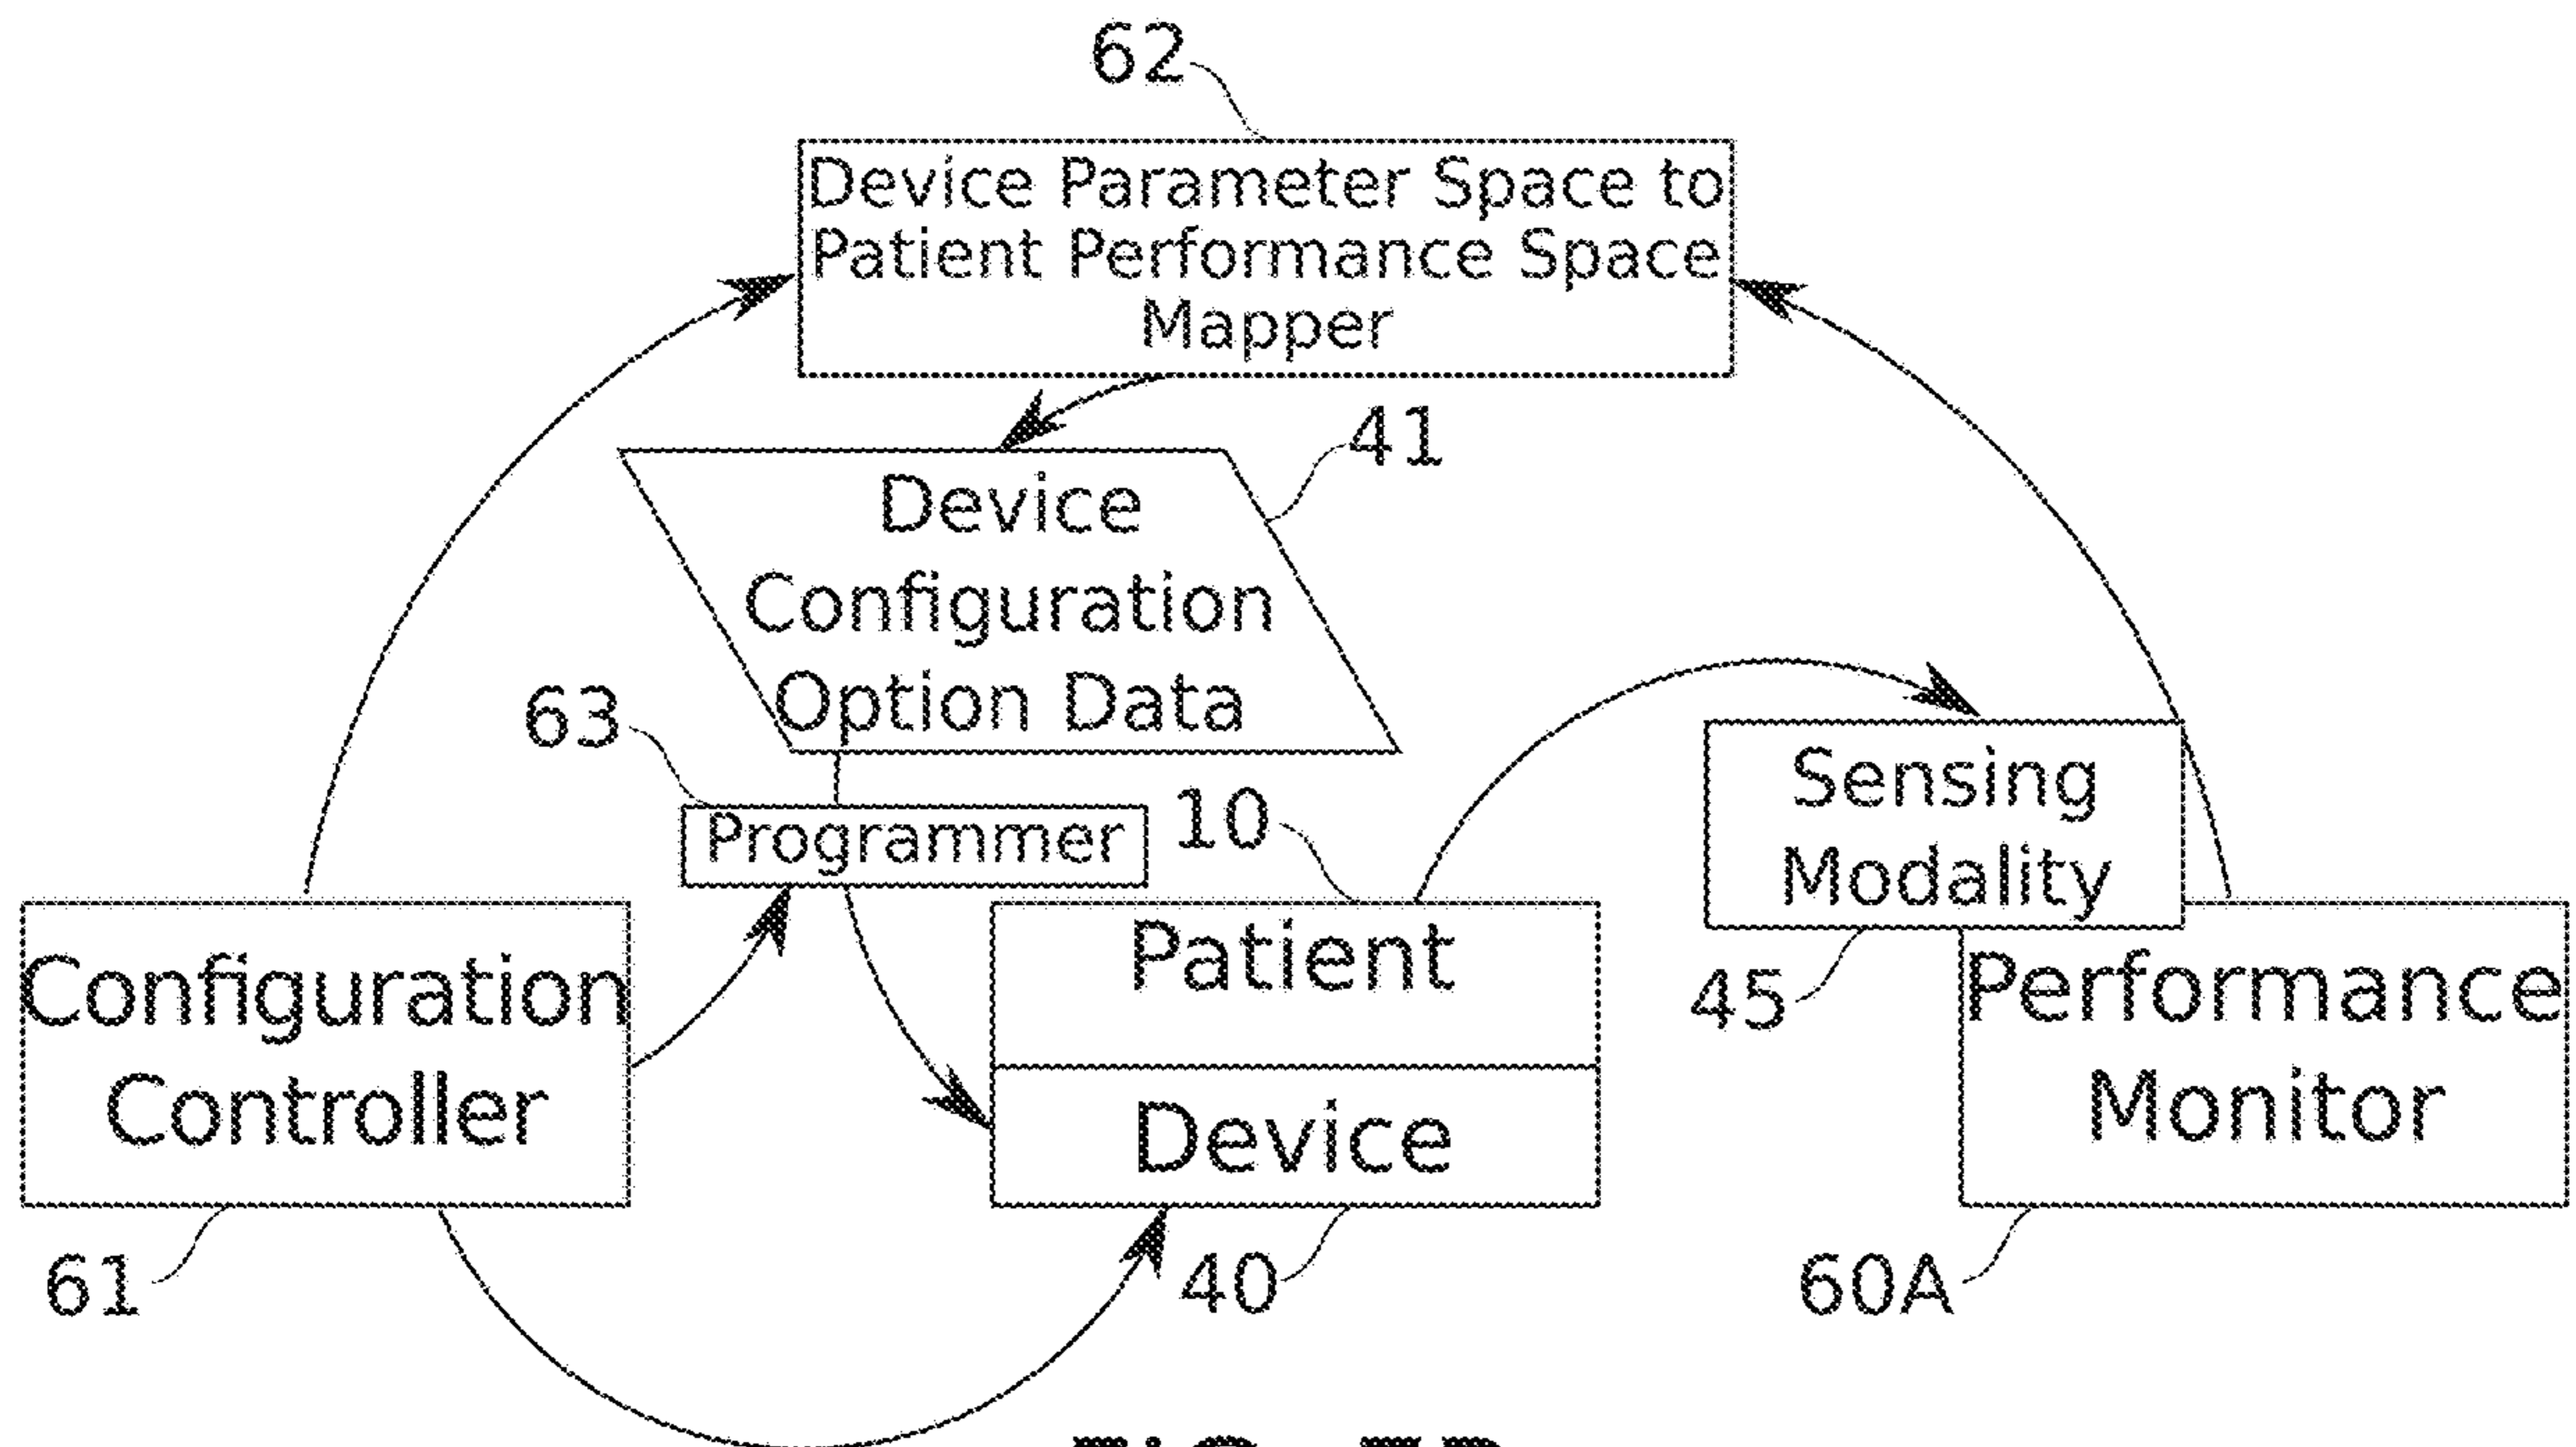 62
Device Parameter Space to
Patient Performance Space
Mapper
41
Device
Configuration
Option Data
63
Programmer
10
Sensing
Modality
Configuration
Controller
Patient
Device
45
Performance
Monitor
61
40
60A